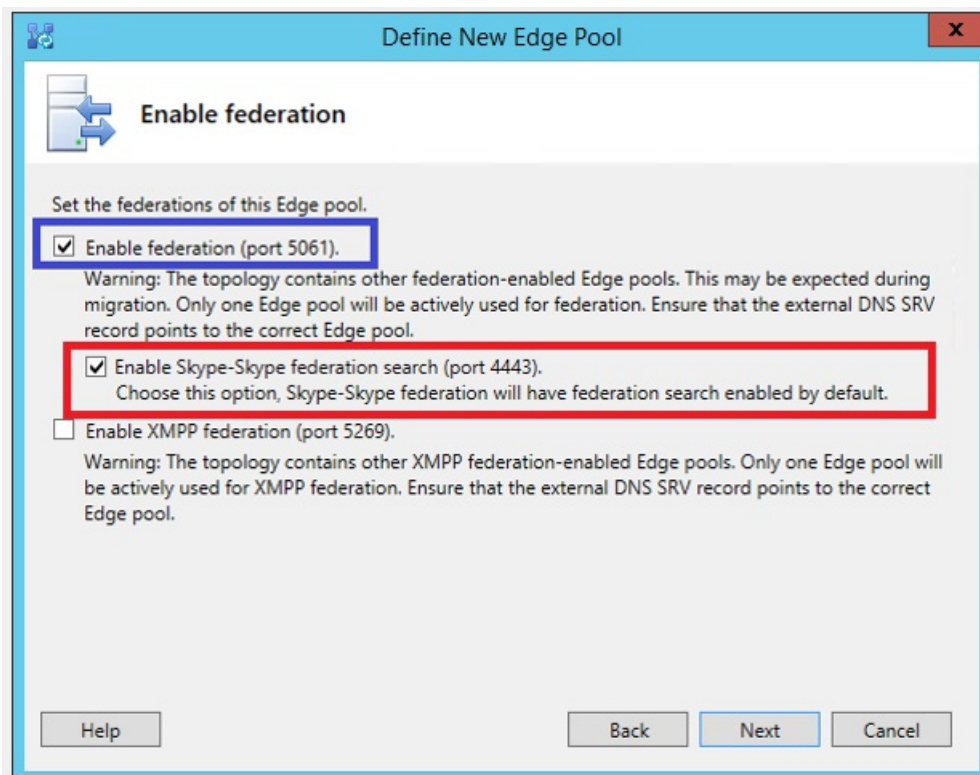 Define New Edge Pool
x
Enable federation
Set the federations of this Edge pool.
Enable federation (port 5061).
Warning: The topology contains other federation-enabled Edge pools. This may be expected during
migration. Only one Edge pool will be actively used for federation. Ensure that the external DNS SRV
record points to the correct Edge pool.
Enable Skype-Skype federation search (port 4443).
Choose this option, Skype-Skype federation will have federation search enabled by default.
Enable XMPP federation (port 5269).
Warning: The topology contains other XMPP federation-enabled Edge pools. Only one Edge pool will
be actively used for XMPP federation. Ensure that the external DNS SRV record points to the correct
Edge pool.
Help
Back
Next
Cancel